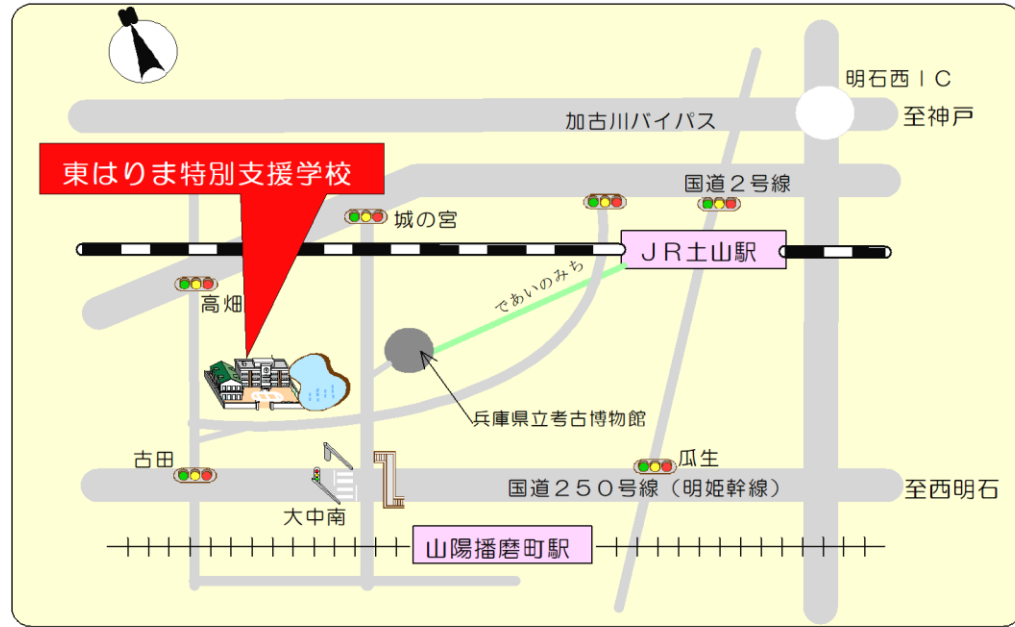 明石西ＩＣ
加古川バイパス
至神戸
東はりま特別支援学校
国道２号線
城の宮
ＪＲ土山駅
高畑
であいのみち
兵庫県立考古博物館
古田
瓜生
国道２５０号線（明姫幹線）
至西明石
大中南
山陽播磨町駅